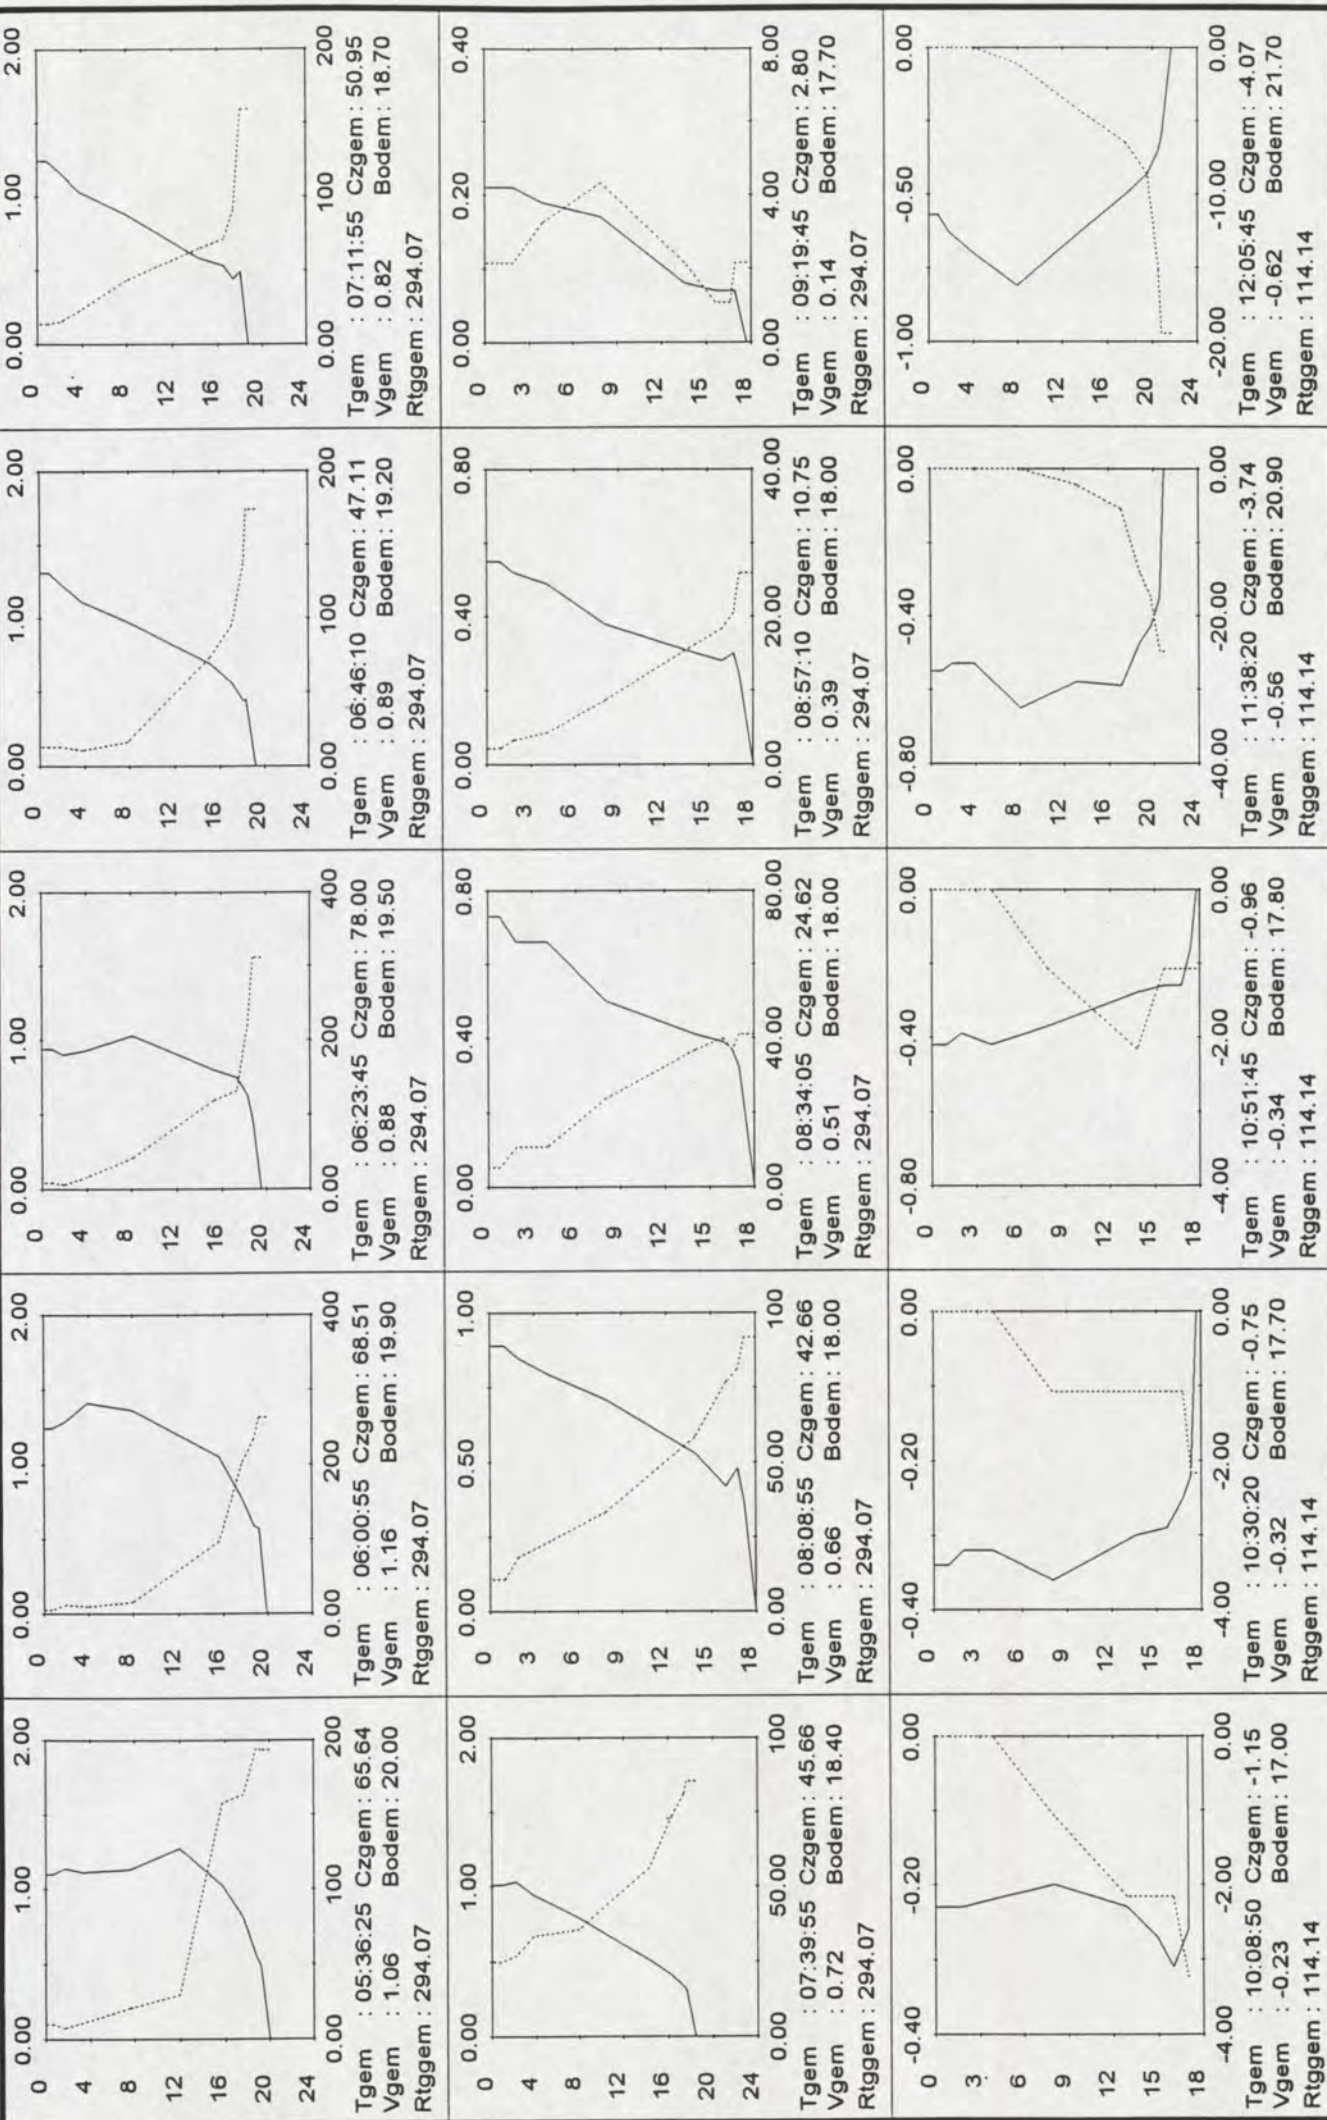 0.00 1.00 2.00
0
4
8
12
16
20
24
0.00 100 200
Tgem : 05:36:25 Czgem : 65.64
Vgem : 1.06 Bodem : 20.00
Rtggem : 294.07
0.00 1.00 2.00
0
4
8
12
16
20
24
0.00 200 400
Tgem : 06:00:55 Czgem : 68.51
Vgem : 1.16 Bodem : 19.90
Rtggem : 294.07
0.00 1.00 2.00
0
4
8
12
16
20
24
0.00 200 400
Tgem : 06:23:45 Czgem : 78.00
Vgem : 0.88 Bodem : 19.50
Rtggem : 294.07
0.00 1.00 2.00
0
4
8
12
16
20
24
0.00 100 200
Tgem : 06:46:10 Czgem : 47.11
Vgem : 0.89 Bodem : 19.20
Rtggem : 294.07
0.00 1.00 2.00
0
4
8
12
16
20
24
0.00 100 200
Tgem : 07:11:55 Czgem : 50.95
Vgem : 0.82 Bodem : 18.70
Rtggem : 294.07
0.00 1.00 2.00
0
4
8
12
16
20
24
0.00 50.00 100
Tgem : 07:39:55 Czgem : 45.66
Vgem : 0.72 Bodem : 18.40
Rtggem : 294.07
0.00 0.50 1.00
0
3
6
9
12
15
18
0.00 50.00 100
Tgem : 08:08:55 Czgem : 42.66
Vgem : 0.66 Bodem : 18.00
Rtggem : 294.07
0.00 0.40 0.80
0
3
6
9
12
15
18
0.00 40.00 80.00
Tgem : 08:34:05 Czgem : 24.62
Vgem : 0.51 Bodem : 18.00
Rtggem : 294.07
0.00 0.40 0.80
0
3
6
9
12
15
18
0.00 20.00 40.00
Tgem : 08:57:10 Czgem : 10.75
Vgem : 0.39 Bodem : 18.00
Rtggem : 294.07
0.00 0.20 0.40
0
3
6
9
12
15
18
0.00 4.00 8.00
Tgem : 09:19:45 Czgem : 2.80
Vgem : 0.14 Bodem : 17.70
Rtggem : 294.07
-0.40 -0.20 0.00
0
3
6
9
12
15
18
-4.00 -2.00 0.00
Tgem : 10:08:50 Czgem : -1.15
Vgem : -0.23 Bodem : 17.00
Rtggem : 114.14
-0.40 -0.20 0.00
0
3
6
9
12
15
18
-4.00 -2.00 0.00
Tgem : 10:30:20 Czgem : -0.75
Vgem : -0.32 Bodem : 17.70
Rtggem : 114.14
-0.80 -0.40 0.00
0
3
6
9
12
15
18
-4.00 -2.00 0.00
Tgem : 10:51:45 Czgem : -0.96
Vgem : -0.34 Bodem : 17.80
Rtggem : 114.14
-0.80 -0.40 0.00
0
4
8
12
16
20
24
-40.00 -20.00 0.00
Tgem : 11:38:20 Czgem : -3.74
Vgem : -0.56 Bodem : 20.90
Rtggem : 114.14
-1.00 -0.50 0.00
0
4
8
12
16
20
24
-20.00 -10.00 0.00
Tgem : 12:05:45 Czgem : -4.07
Vgem : -0.62 Bodem : 21.70
Rtggem : 114.14